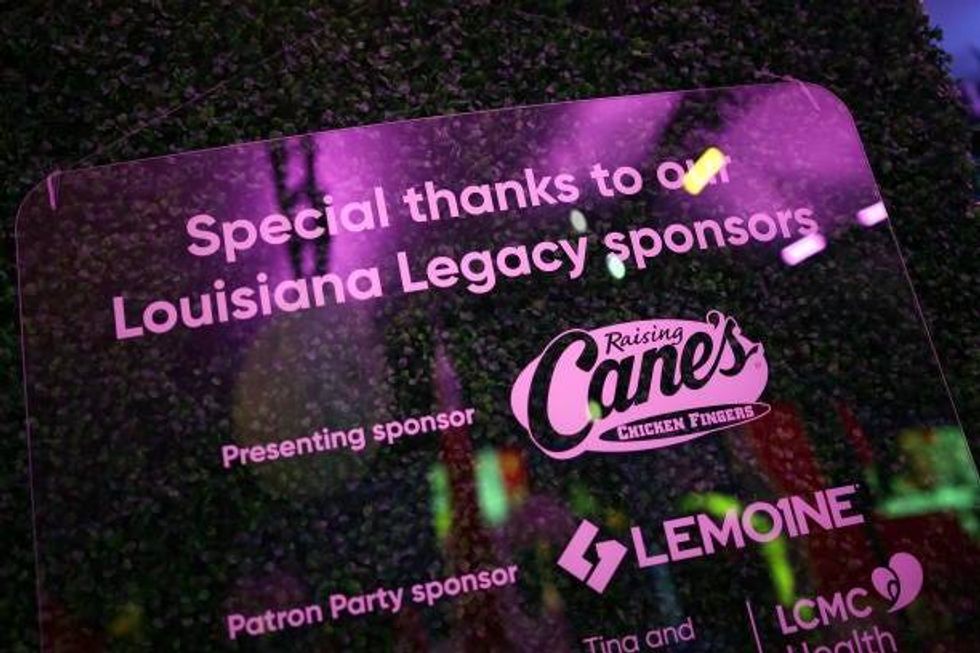 Special thanks to our
Louisiana Legacy sponsors
Presenting sponsor
Raising
Cane's
CHICKEN FINGERS
Patron Party sponsor
LEMO1NE
Tina and
LCMC
Health